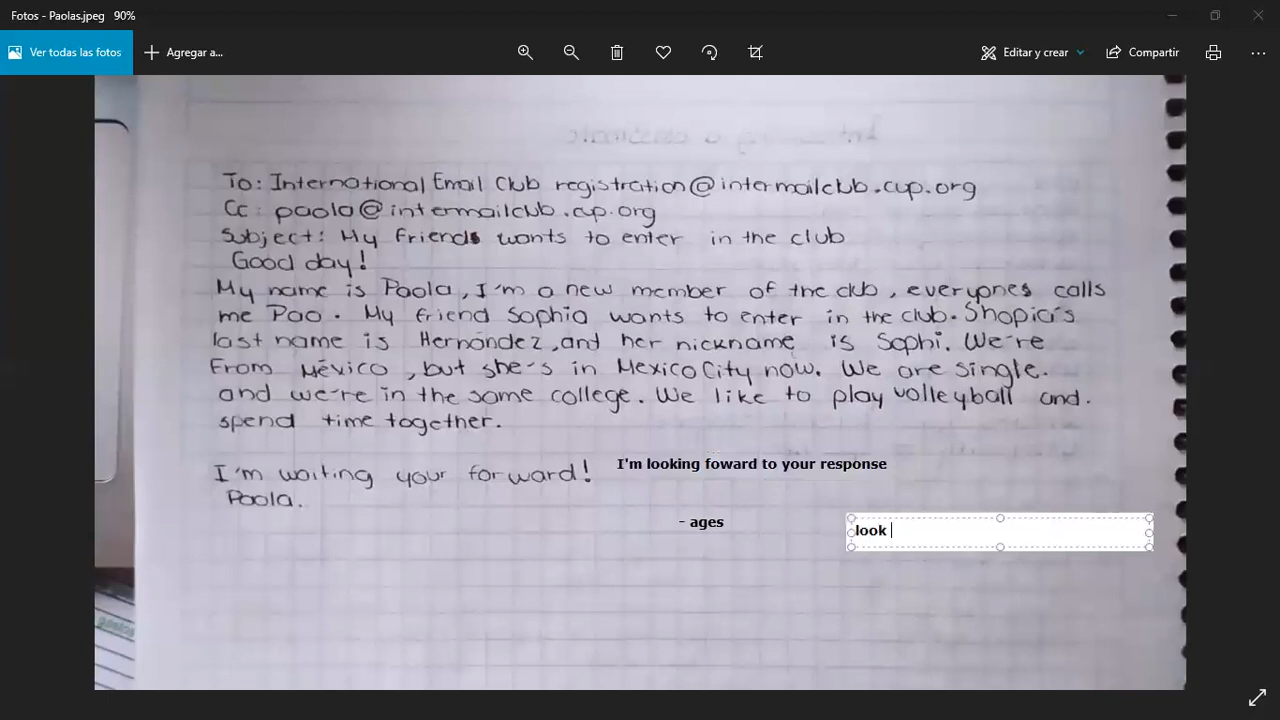 Fotos - Paolas.jpeg 90%
Ver todas las fotos
Agregar a...
Editar y crear
Compartir
To: International Email Club registration@intermailclub.cup.org
Cc: paola@intermailclub.cup.org
Subject: My friends wants to enter in the club
Good day!
My name is Paola, I'm a new member of the club, everyones calls
me Pao. My friend Sophia wants to enter in the club. Shopia's
last name is Hernández, and her nickname is Sophi. We're
From México, but she's in Mexico City now. We are single.
and we're in the same college. We like to play volleyball and.
spend time together.
I'm looking foward to your response
I'm waiting your forward!
Paola.
- ages
look